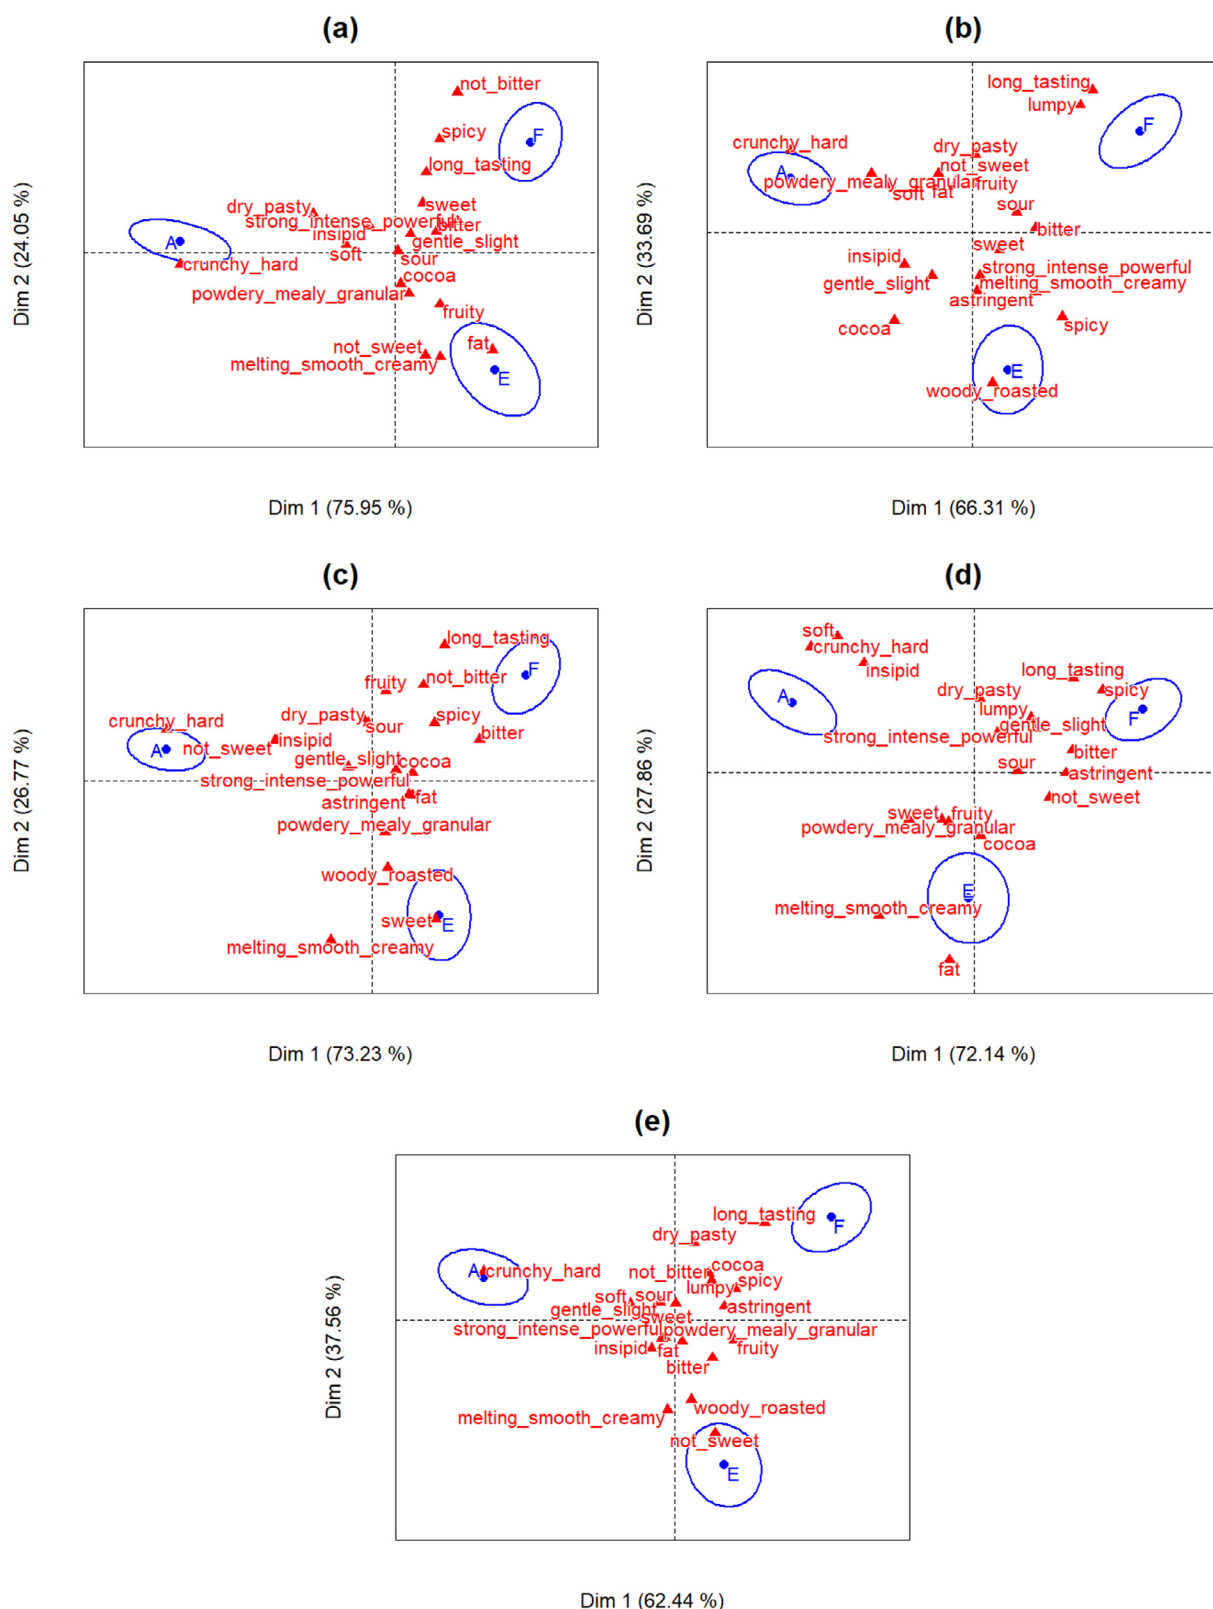 (a)
not_bitter
F
spicy
long_tasting
sweet
dry_pasty
strong_intense_powerful
bitter
insipid
gentle_slight
A
soft
sour
crunchy_hard
cocoa
powdery_mealy_granular
fruity
not_sweet
fat
melting_smooth_creamy
E
Dim 2 (24.05 %)
Dim 1 (75.95 %)
(b)
long_tasting
lumpy
F
crunchy_hard
dry_pasty
not_sweet
A
powdery_mealy_granular
fruity
soft
fat
sour
bitter
sweet
insipid
strong_intense_powerful
gentle_slight
melting_smooth_creamy
astringent
cocoa
spicy
E
woody_roasted
Dim 2 (33.69 %)
Dim 1 (66.31 %)
(c)
long_tasting
F
not_bitter
fruity
crunchy_hard
dry_pasty
sour
spicy
bitter
A
not_sweet
insipid
gentle_slight
cocoa
strong_intense_powerful
astringent
fat
powdery_mealy_granular
woody_roasted
sweet
E
melting_smooth_creamy
Dim 2 (26.77 %)
Dim 1 (73.23 %)
(d)
soft
crunchy_hard
insipid
long_tasting
spicy
A
dry_pasty
lumpy
F
gentle_slight
strong_intense_powerful
bitter
sour
astringent
not_sweet
sweet
fruity
powdery_mealy_granular
cocoa
E
melting_smooth_creamy
fat
Dim 2 (27.86 %)
Dim 1 (72.14 %)
(e)
long_tasting
F
dry_pasty
A
crunchy_hard
not_bitter
cocoa
lumpy
spicy
soft
sour
gentle_slight
astringent
sweet
strong_intense_powerful
powdery_mealy_granular
insipid
fat
fruity
bitter
melting_smooth_creamy
woody_roasted
not_sweet
E
Dim 2 (37.56 %)
Dim 1 (62.44 %)